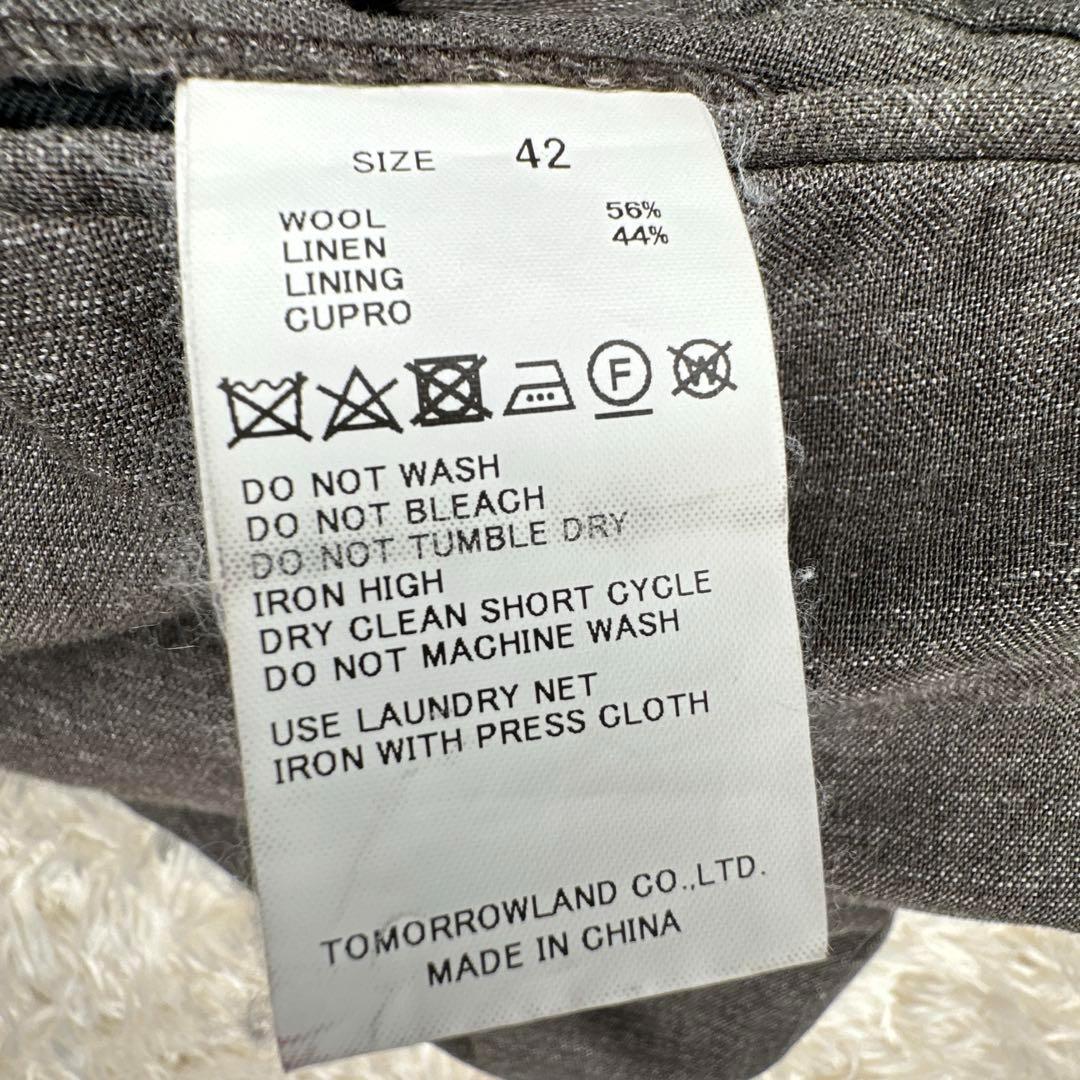 SIZE 42
WOOL 56%
LINEN 44%
LINING
CUPRO
F W
DO NOT WASH
DO NOT BLEACH
DO NOT TUMBLE DRY
IRON HIGH
DRY CLEAN SHORT CYCLE
DO NOT MACHINE WASH
USE LAUNDRY NET
IRON WITH PRESS CLOTH
TOMORROWLAND CO.,LTD.
MADE IN CHINA